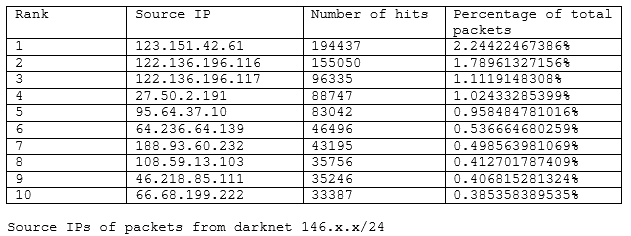 Rank Source IP Number of hits Percentage of total packets
1 123.151.42.61 194437 2.24422467386%
2 122.136.196.116 155050 1.78961327156%
3 122.136.196.117 96335 1.1119148308%
4 27.50.2.191 88747 1.02433285399%
5 95.64.37.10 83042 0.958484781016%
6 64.236.64.139 46496 0.536664680259%
7 188.93.60.232 43195 0.498563981069%
8 108.59.13.103 35756 0.412701787409%
9 46.218.85.111 35246 0.406815281324%
10 66.68.199.222 33387 0.385358389535%
Source IPs of packets from darknet 146.x.x/24